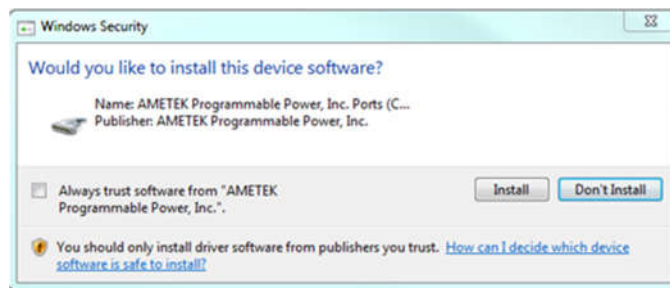 Windows Security
Would you like to install this device software?
Name: AMETEK Programmable Power, Inc. Ports (C...
Publisher: AMETEK Programmable Power, Inc.
Always trust software from "AMETEK
Programmable Power, Inc.".
Install
Don't Install
You should only install driver software from publishers you trust. How can I decide which device
software is safe to install?